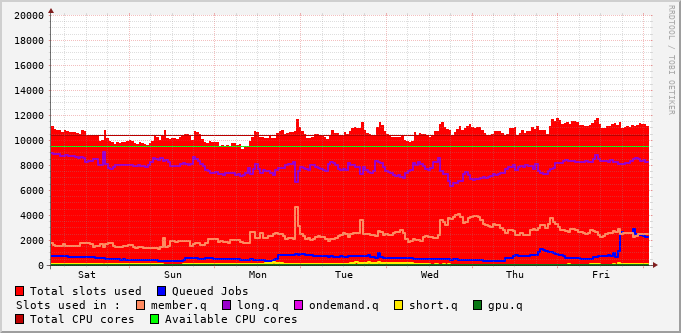 20000
18000
16000
14000
12000
10000
8000
6000
4000
2000
0
Sat Sun Mon Tue Wed Thu Fri
RRDTOOL / TOBI OETIKER
Total slots used Queued Jobs
Slots used in : member.q long.q ondemand.q short.q gpu.q
Total CPU cores Available CPU cores